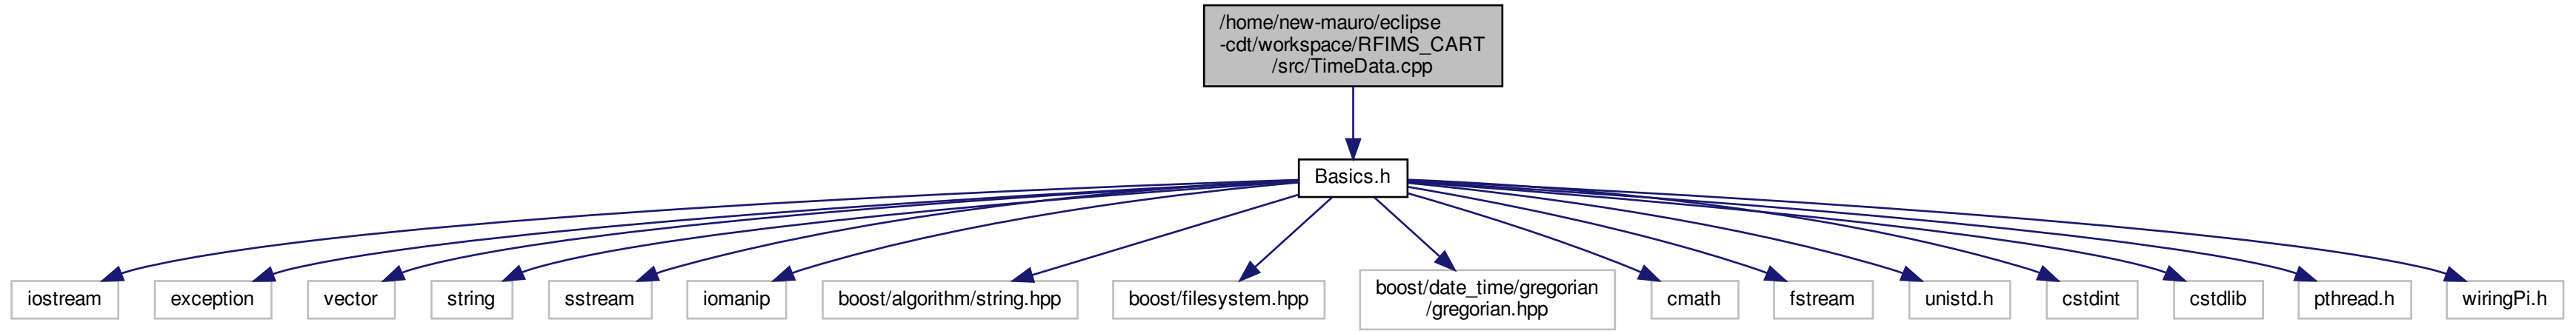 /home/new-mauro/eclipse
-cdt/workspace/RFIMS_CART
/src/TimeData.cpp
Basics.h
iostream
exception
vector
string
sstream
iomanip
boost/algorithm/string.hpp
boost/filesystem.hpp
boost/date_time/gregorian
/gregorian.hpp
cmath
fstream
unistd.h
cstdint
cstdlib
pthread.h
wiringPi.h